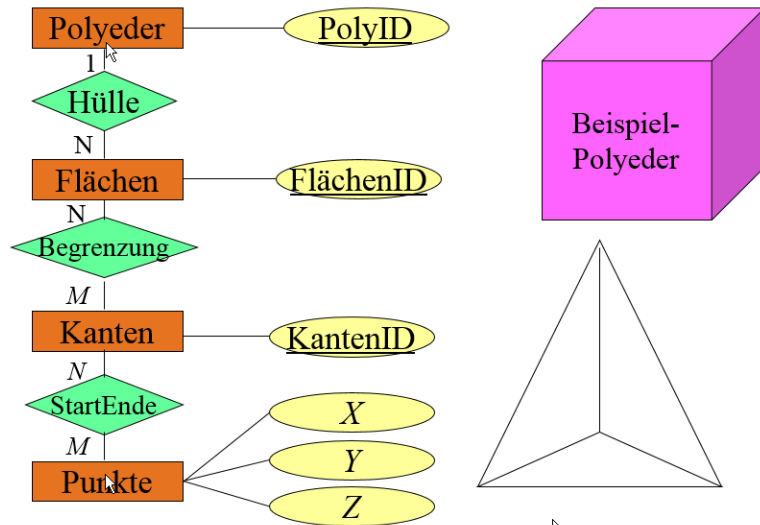 Polyeder
PolyID
1
Hülle
N
Flächen
FlächenID
N
Begrenzung
M
Kanten
KantenID
N
StartEnde
M
Punkte
X
Y
Z
Beispiel-
Polyeder